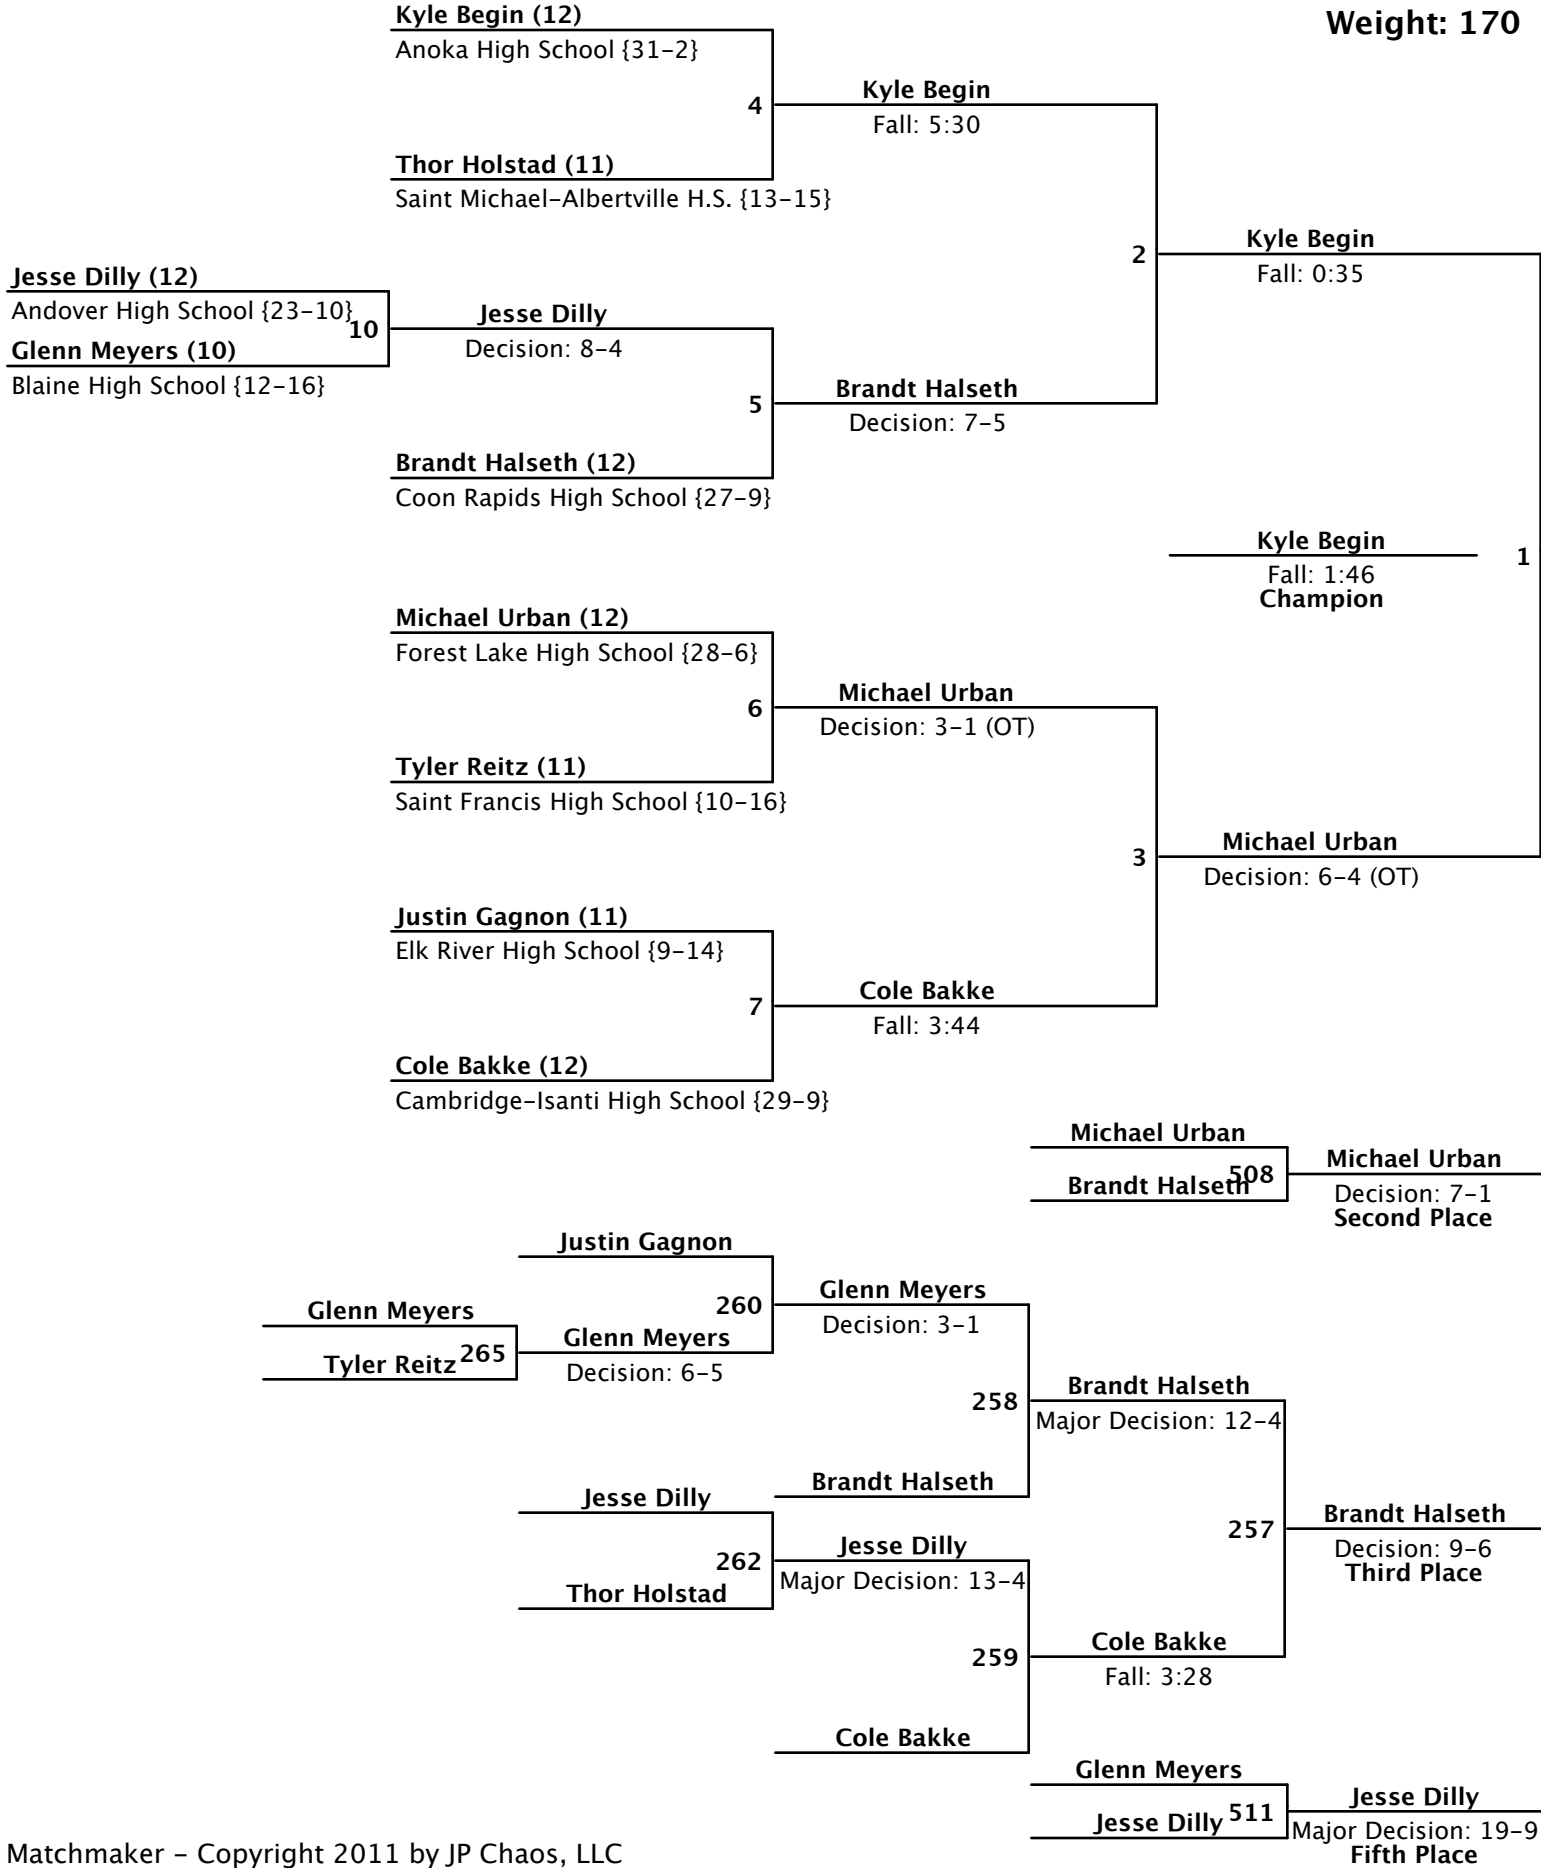 Kyle Begin (12)
Weight: 170
Anoka High School {31-2}
Kyle Begin
4
Fall: 5:30
Thor Holstad (11)
Saint Michael-Albertville H.S. {13-15}
Kyle Begin
2
Fall: 0:35
Jesse Dilly (12)
Andover High School {23-10}
10
Jesse Dilly
Decision: 8-4
Glenn Meyers (10)
Blaine High School {12-16}
Brandt Halseth
5
Decision: 7-5
Brandt Halseth (12)
Coon Rapids High School {27-9}
Kyle Begin
1
Fall: 1:46
Champion
Michael Urban (12)
Forest Lake High School {28-6}
Michael Urban
6
Decision: 3-1 (OT)
Tyler Reitz (11)
Saint Francis High School {10-16}
Michael Urban
3
Decision: 6-4 (OT)
Justin Gagnon (11)
Elk River High School {9-14}
Cole Bakke
7
Fall: 3:44
Cole Bakke (12)
Cambridge-Isanti High School {29-9}
Michael Urban
508
Michael Urban
Brandt Halseth
Decision: 7-1
Second Place
Justin Gagnon
Glenn Meyers
260
Decision: 3-1
Glenn Meyers
265
Glenn Meyers
Tyler Reitz
Decision: 6-5
Brandt Halseth
258
Major Decision: 12-4
Brandt Halseth
Jesse Dilly
Brandt Halseth
257
Decision: 9-6
Third Place
Jesse Dilly
262
Major Decision: 13-4
Thor Holstad
Cole Bakke
259
Fall: 3:28
Cole Bakke
Glenn Meyers
511
Jesse Dilly
Jesse Dilly
Major Decision: 19-9
Fifth Place
Matchmaker - Copyright 2011 by JP Chaos, LLC